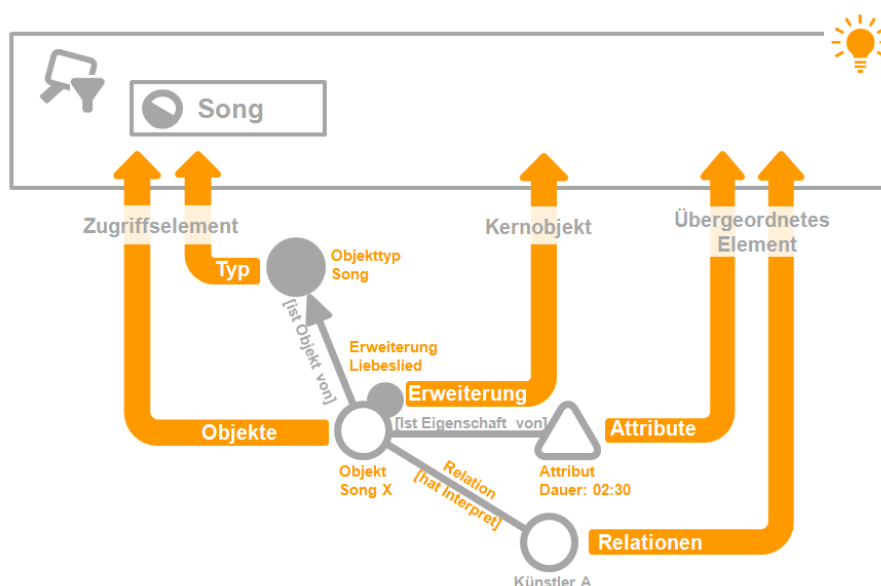 Song
Zugriffselement
Kernobjekt
Übergeordnetes
Element
Typ
Objekttyp
Song
[ist Objekt von]
Erweiterung
Liebeslied
Erweiterung
Objekte
[Ist Eigenschaft von]
Attribute
Objekt
Song X
Relation
[hat Interpret]
Attribut
Dauer: 02:30
Relationen
Künstler A